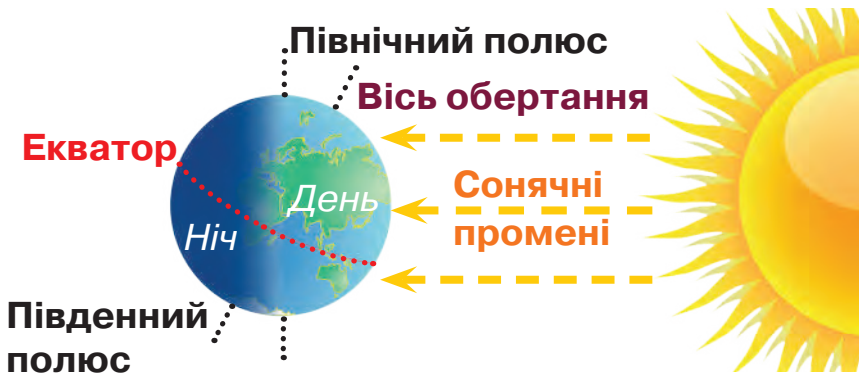 Північний полюс
Вісь обертання
Екватор
Сонячні
промені
День
Ніч
Південний
полюс